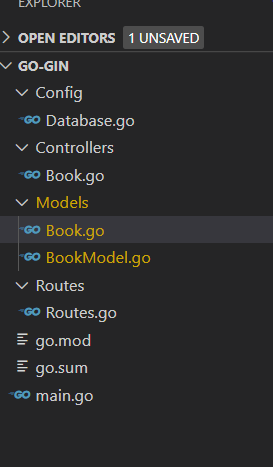 EXPLORER
OPEN EDITORS 1 UNSAVED
GO-GIN
Config
GO Database.go
Controllers
GO Book.go
Models
GO Book.go
GO BookModel.go
Routes
GO Routes.go
go.mod
go.sum
GO main.go